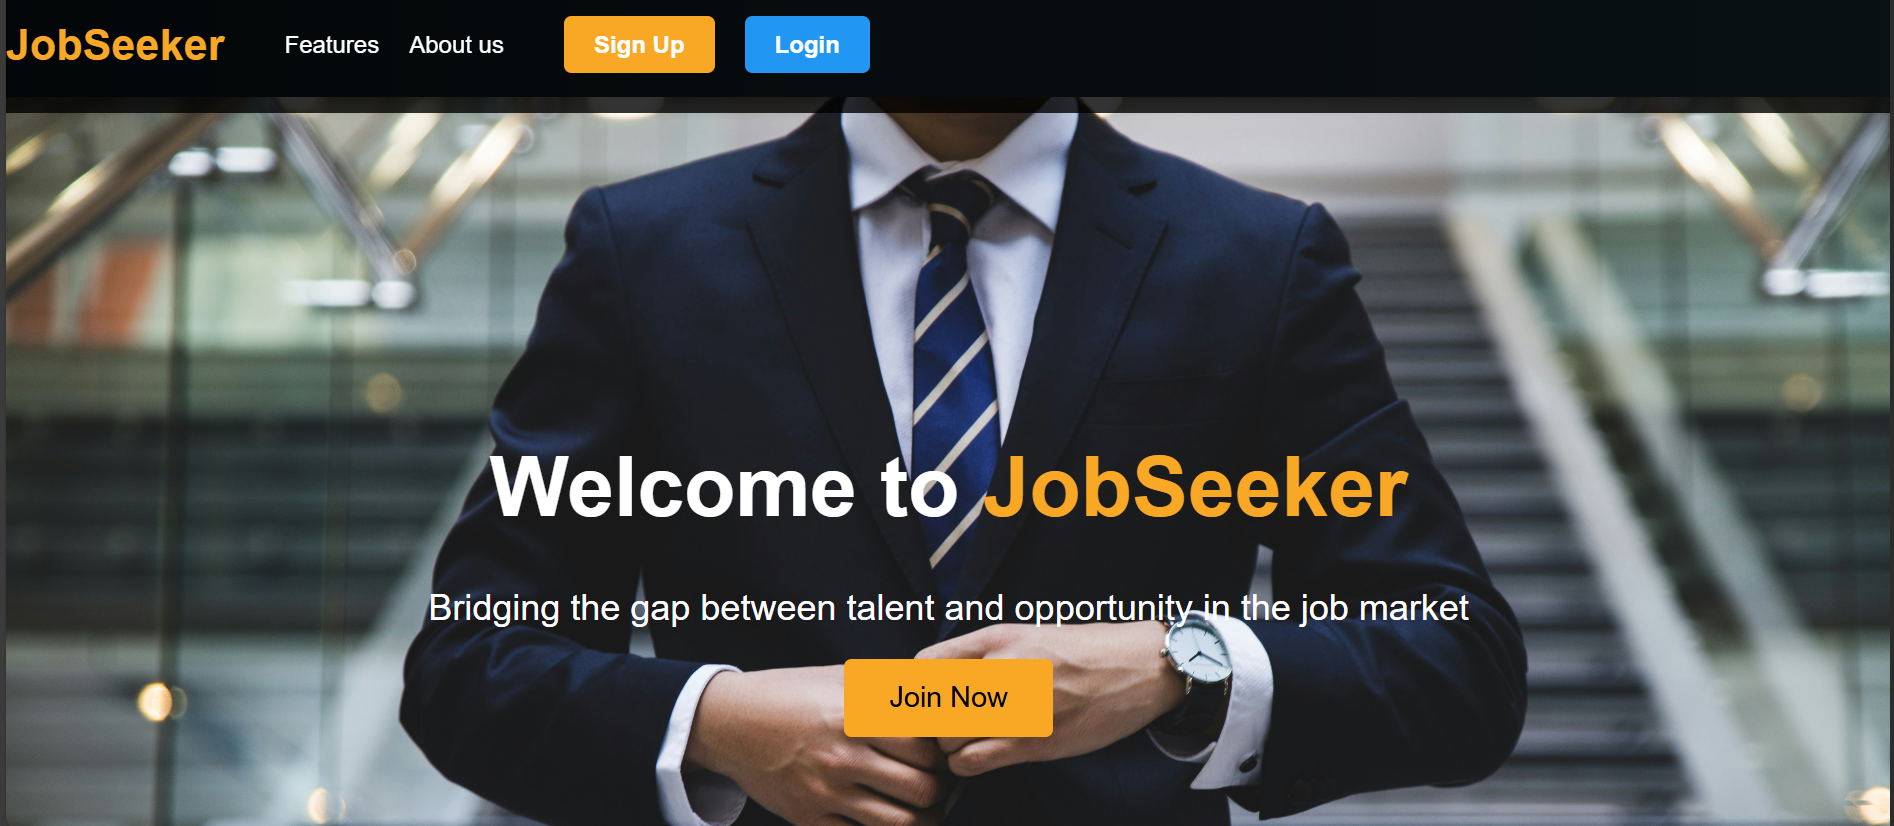 JobSeeker Features About us Sign Up Login
Welcome to JobSeeker
Bridging the gap between talent and opportunity in the job market
Join Now